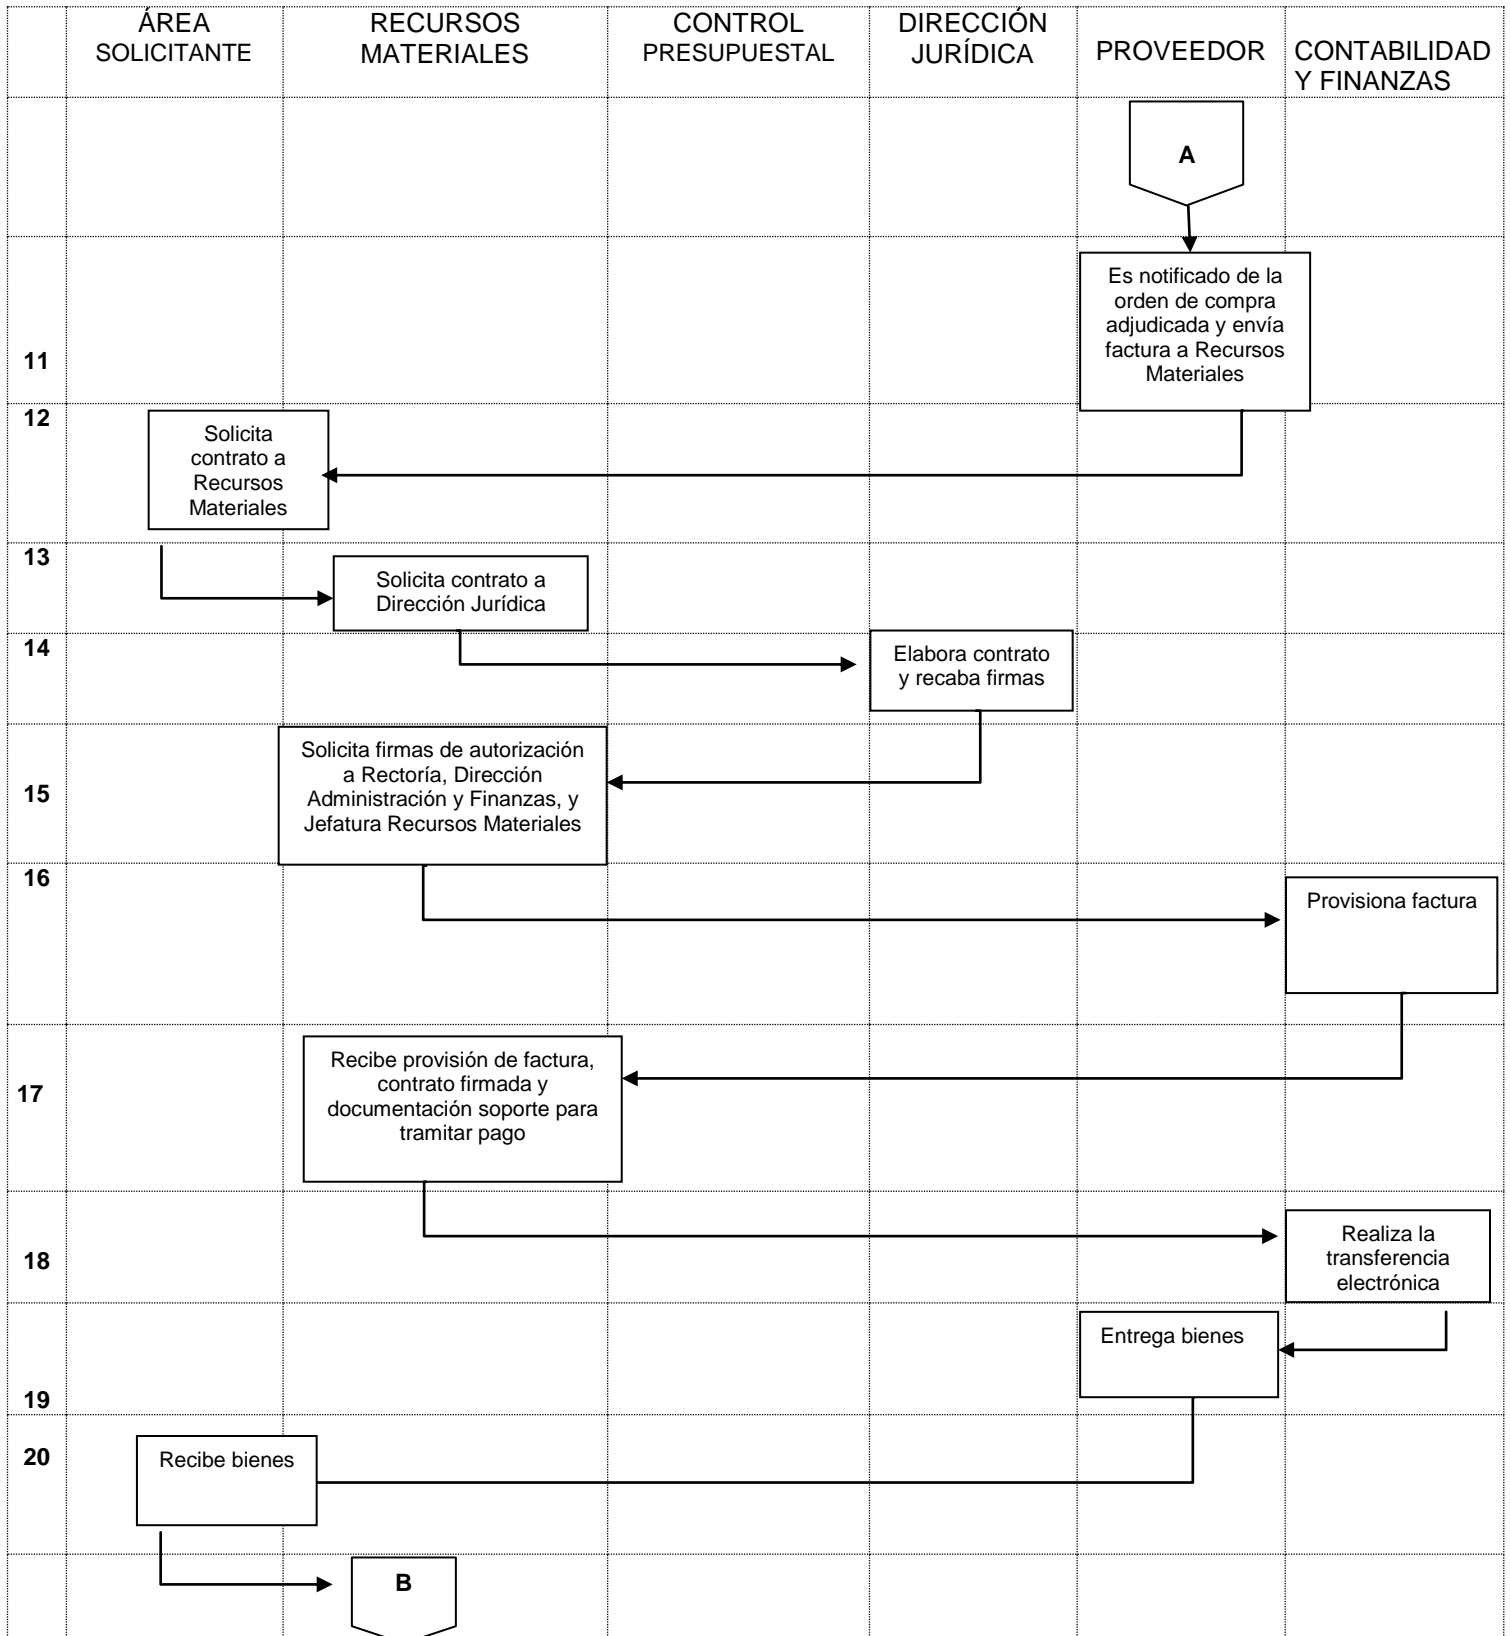 ÁREA
SOLICITANTE
RECURSOS
MATERIALES
CONTROL
PRESUPUESTAL
DIRECCIÓN
JURÍDICA
PROVEEDOR
CONTABILIDAD
Y FINANZAS
A
11
Es notificado de la
orden de compra
adjudicada y envía
factura a Recursos
Materiales
12
Solicita
contrato a
Recursos
Materiales
13
Solicita contrato a
Dirección Jurídica
14
Elabora contrato
y recaba firmas
15
Solicita firmas de autorización
a Rectoría, Dirección
Administración y Finanzas, y
Jefatura Recursos Materiales
16
Provisiona factura
17
Recibe provisión de factura,
contrato firmada y
documentación soporte para
tramitar pago
18
Realiza la
transferencia
electrónica
19
Entrega bienes
20
Recibe bienes
B